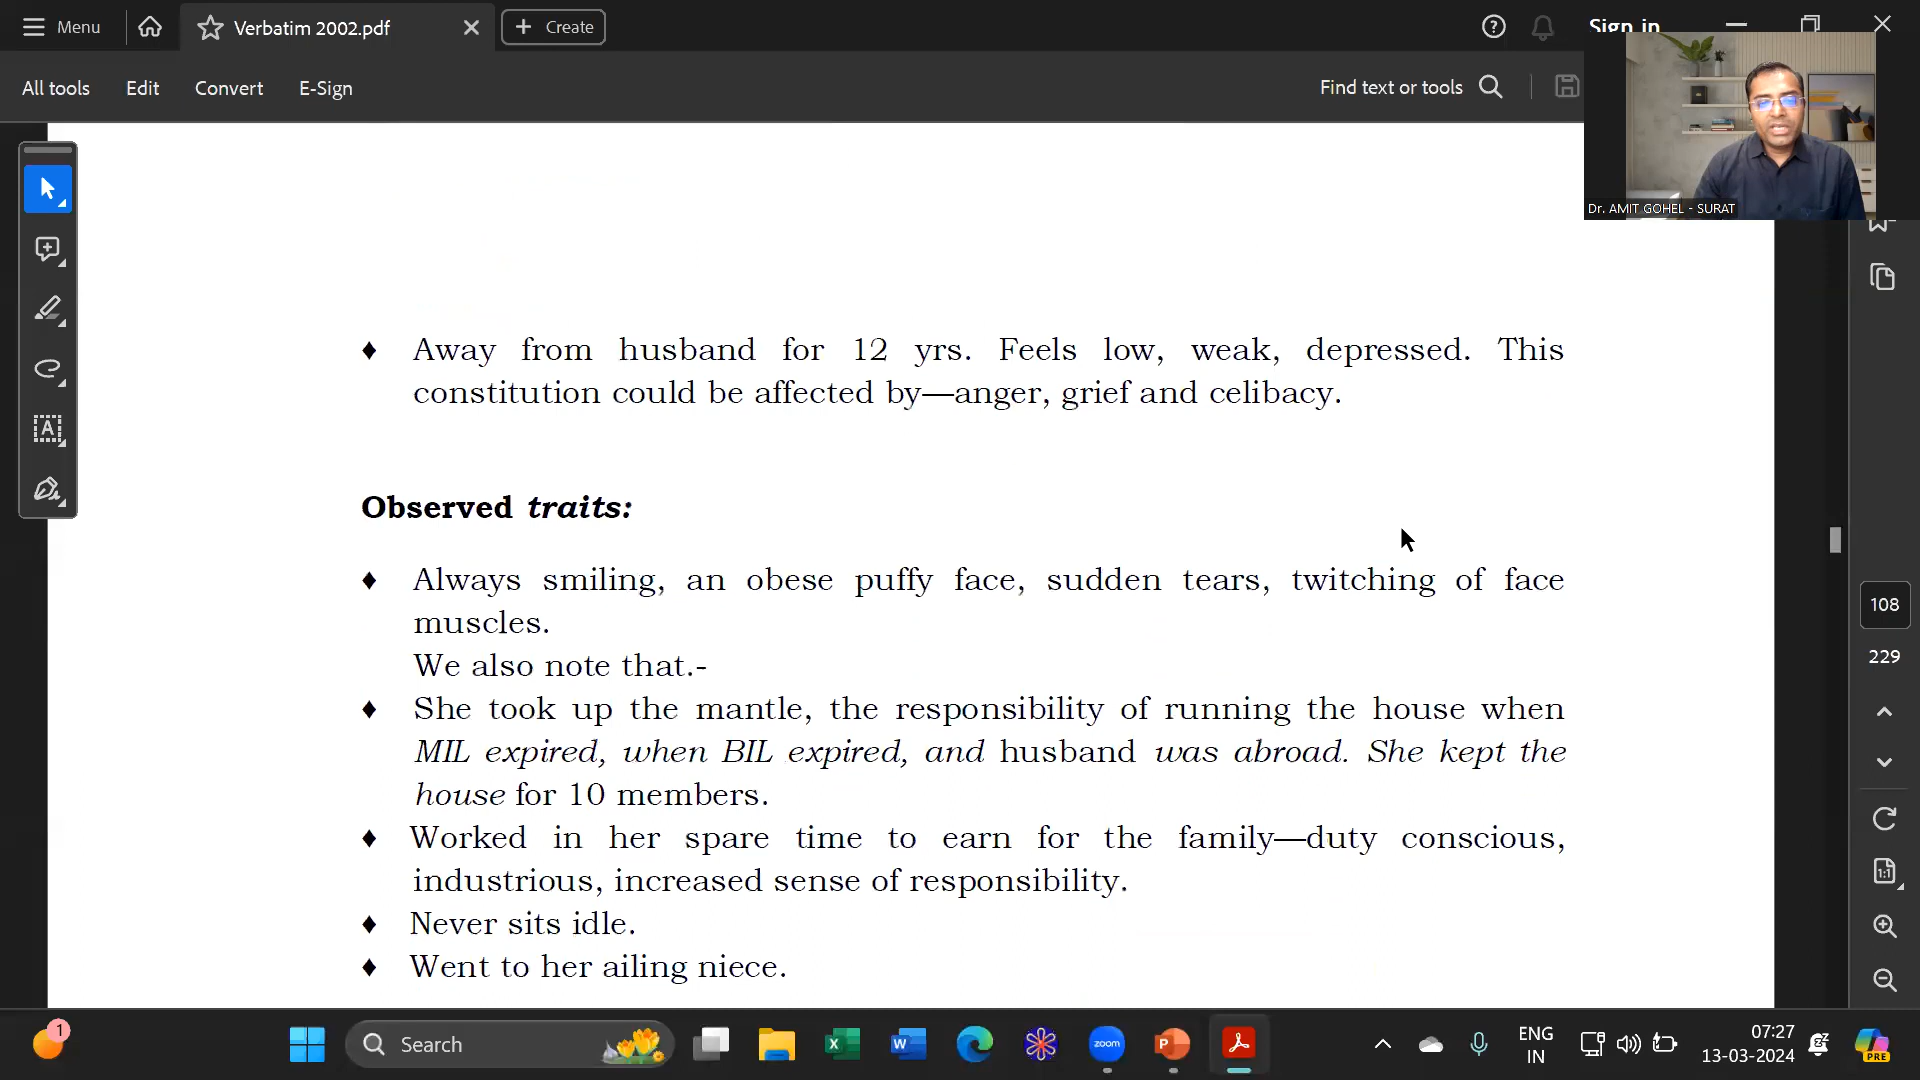 Menu
Verbatim 2002.pdf
Create
Sign in
All tools
Edit
Convert
E-Sign
Find text or tools
Dr. AMIT GOHEL - SURAT
♦ Away from husband for 12 yrs. Feels low, weak, depressed. This
constitution could be affected by—anger, grief and celibacy.
Observed traits:
♦ Always smiling, an obese puffy face, sudden tears, twitching of face
muscles.
We also note that.-
♦ She took up the mantle, the responsibility of running the house when
MIL expired, when BIL expired, and husband was abroad. She kept the
house for 10 members.
♦ Worked in her spare time to earn for the family—duty conscious,
industrious, increased sense of responsibility.
♦ Never sits idle.
♦ Went to her ailing niece.
108
229
1:1
1
Search
zoom
ENG
IN
07:27
13-03-2024
PRE